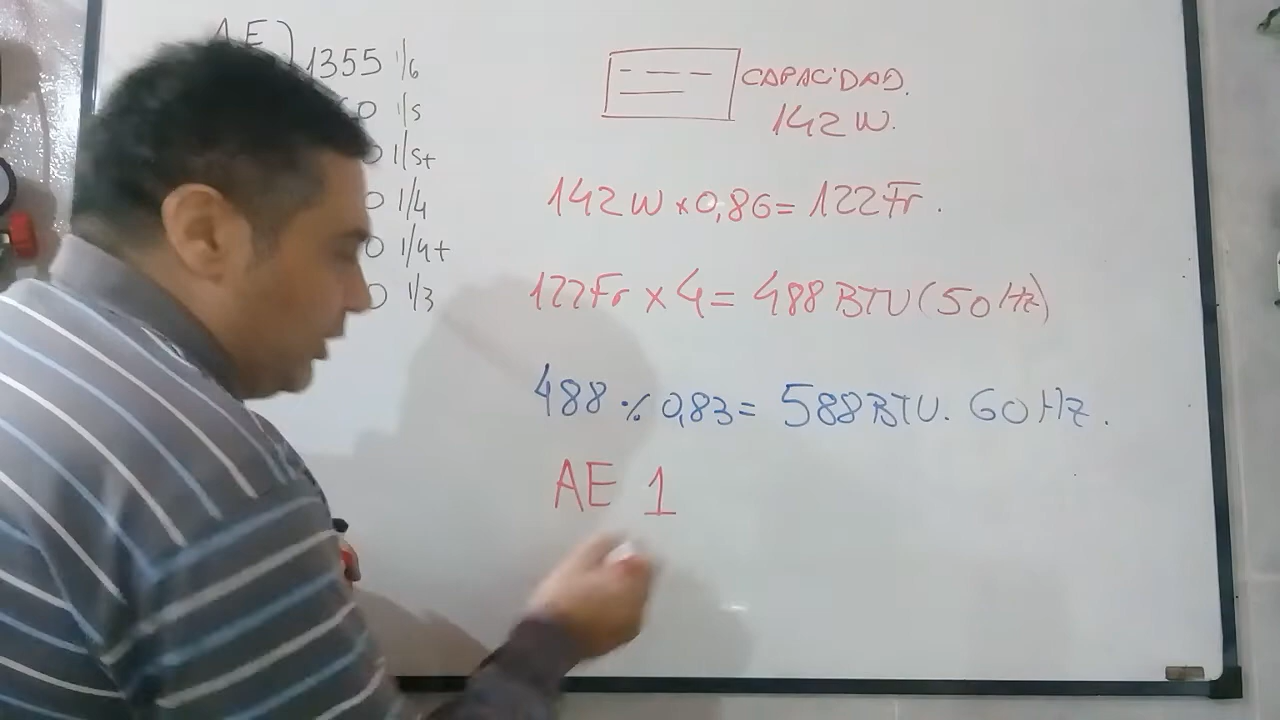 AE) 1355 1/6
0 1/5
0 1/5+
0 1/4
0 1/4+
0 1/3
CAPACIDAD.
142 W.
142 W x 0,86 = 122 Fr.
122 Fr x 4 = 488 BTU (50 Hz)
488 ·/. 0,83 = 588 BTU. 60 Hz.
AE 1